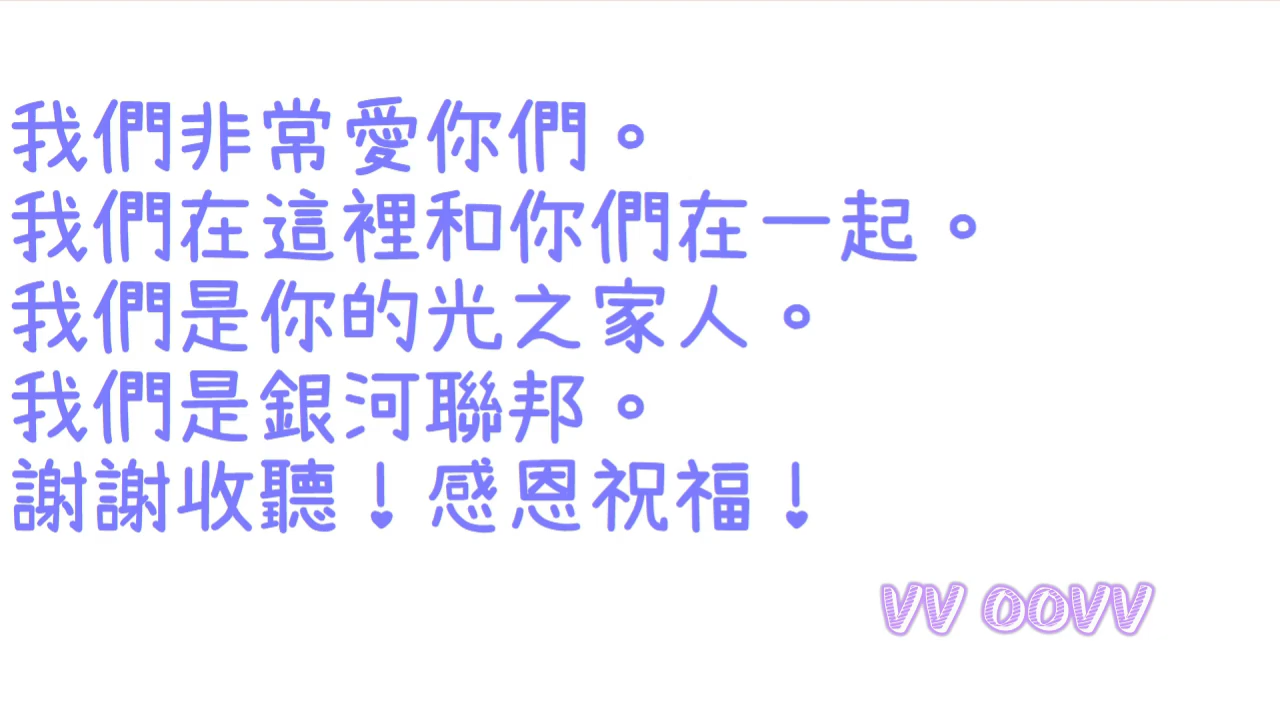 我們非常愛你們。
我們在這裡和你們在一起。
我們是你的光之家人。
我們是銀河聯邦。
謝謝收聽！感恩祝福！
VV OOVV